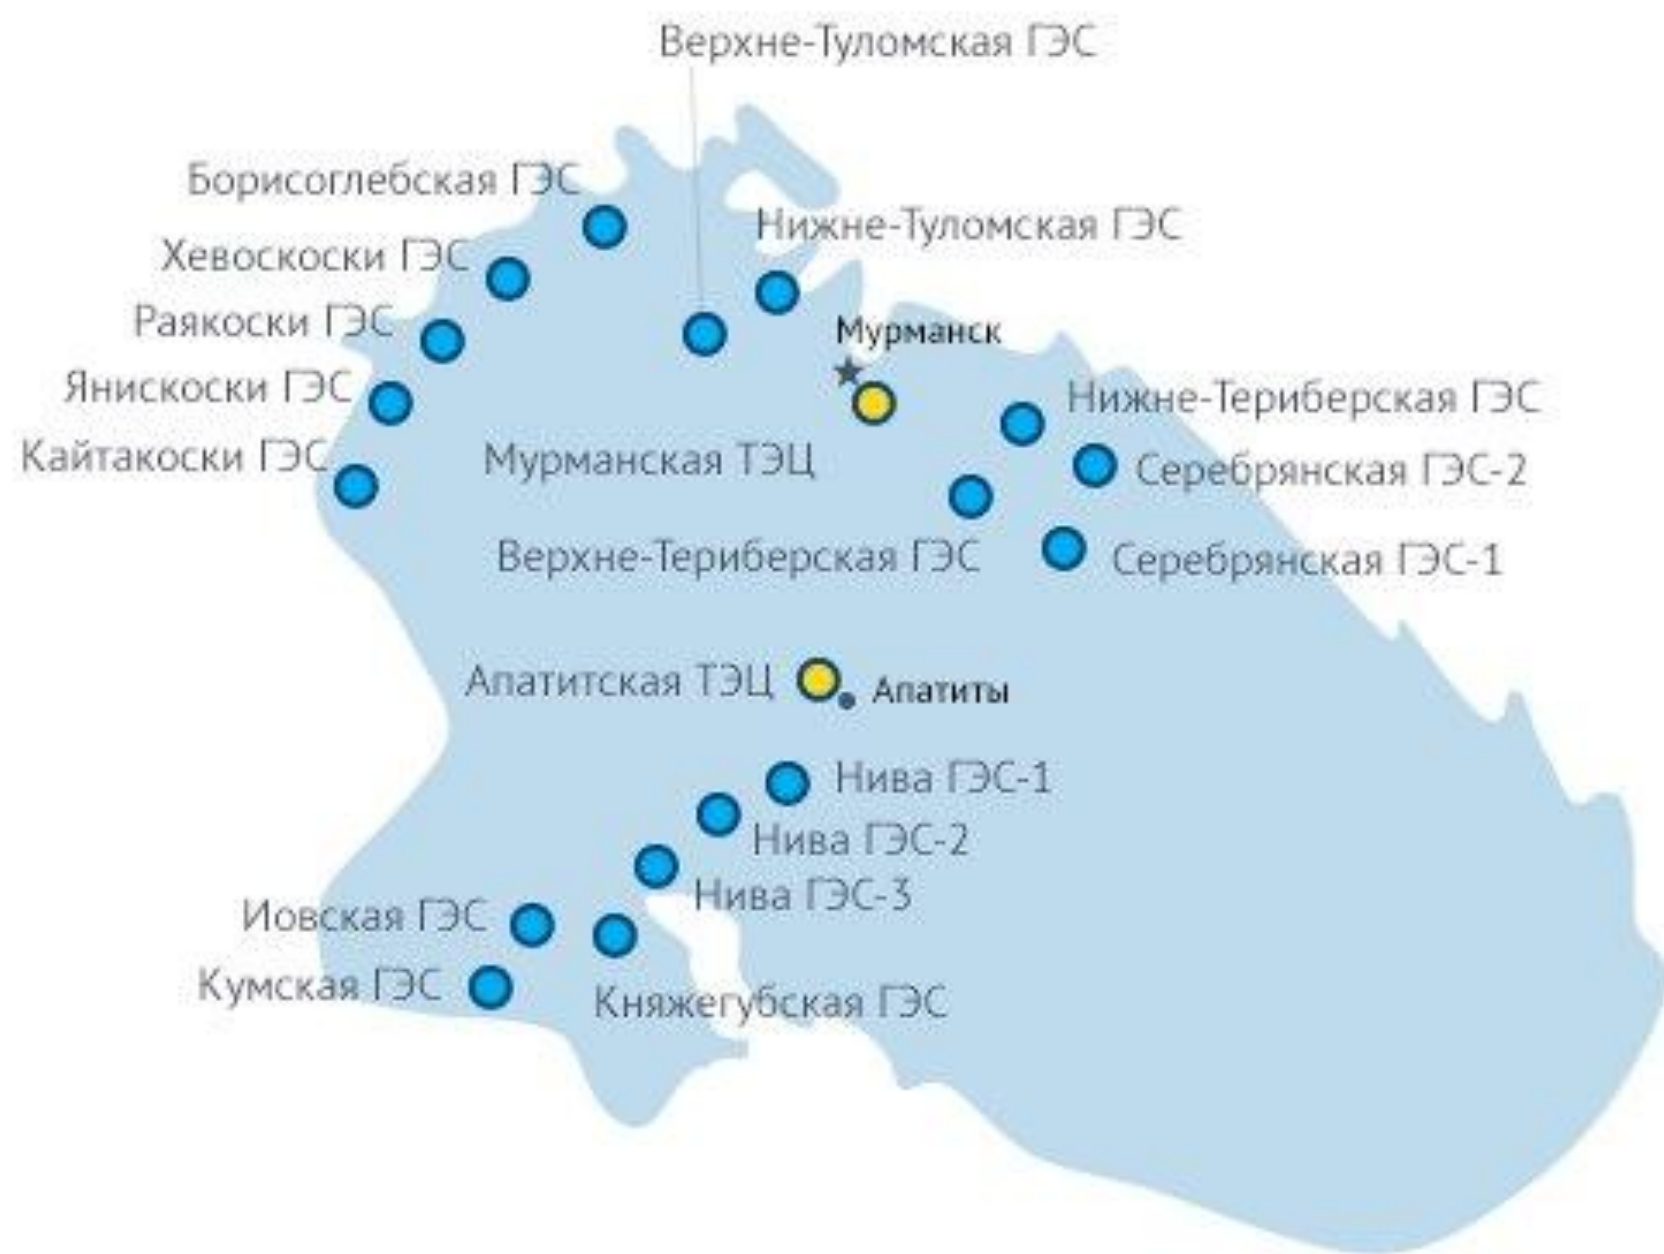 Верхне-Туломская ГЭС
Борисоглебская ГЭС
Нижне-Туломская ГЭС
Хевоскоски ГЭС
Раякоски ГЭС
Мурманск
Янискоски ГЭС
Нижне-Териберская ГЭС
Кайтакоски ГЭС
Мурманская ТЭЦ
Серебрянская ГЭС-2
Верхне-Териберская ГЭС
Серебрянская ГЭС-1
Апатитская ТЭЦ
Апатиты
Нива ГЭС-1
Нива ГЭС-2
Нива ГЭС-3
Иовская ГЭС
Кумская ГЭС
Княжегубская ГЭС